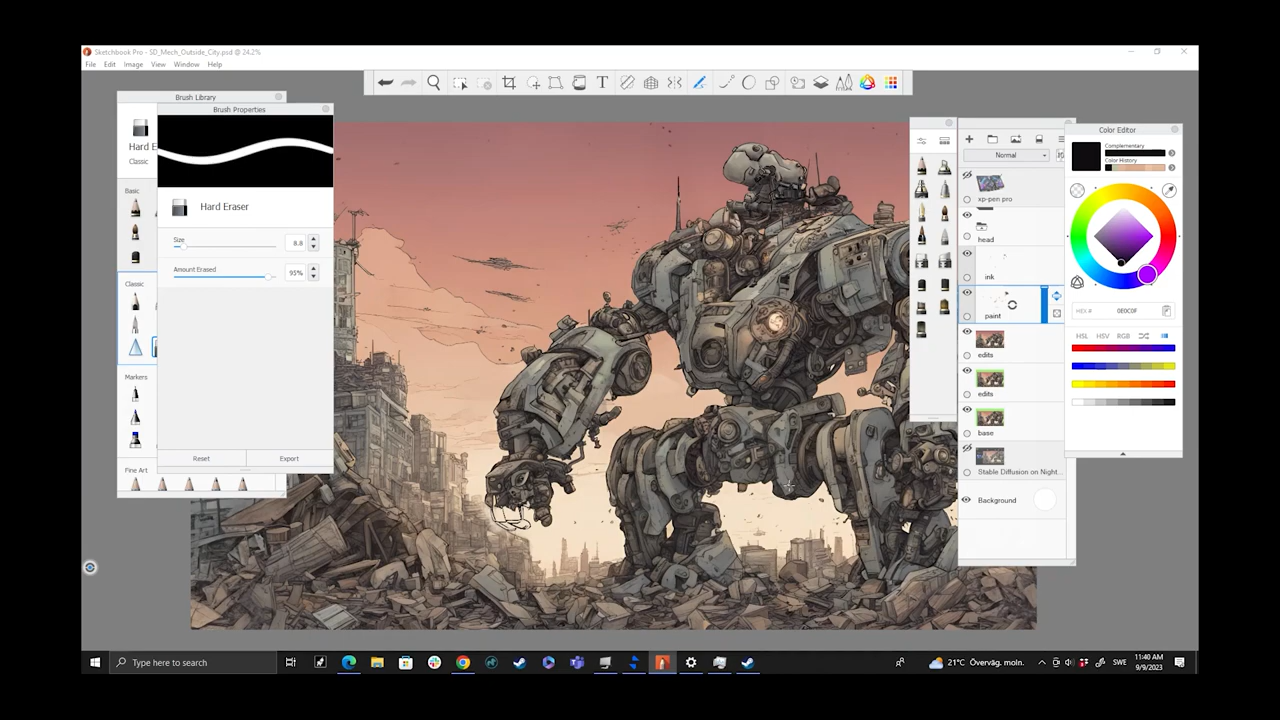 Sketchbook Pro - SD_Mech_Outside_City.psd @ 24.2%
File Edit Image View Window Help
Brush Library
Brush Properties
Hard E
Classic
Basic
Classic
Markers
Fine Art
Hard Eraser
Size
8.8
Amount Erased
95%
Reset
Export
T
Normal
xp-pen pro
head
ink
paint
edits
edits
base
Stable Diffusion on Night...
Background
Color Editor
Complementary
Color History
HEX #
0E0C0F
HSL
HSV
RGB
Type here to search
21°C Överväg. moln.
SWE
11:40 AM
9/9/2023